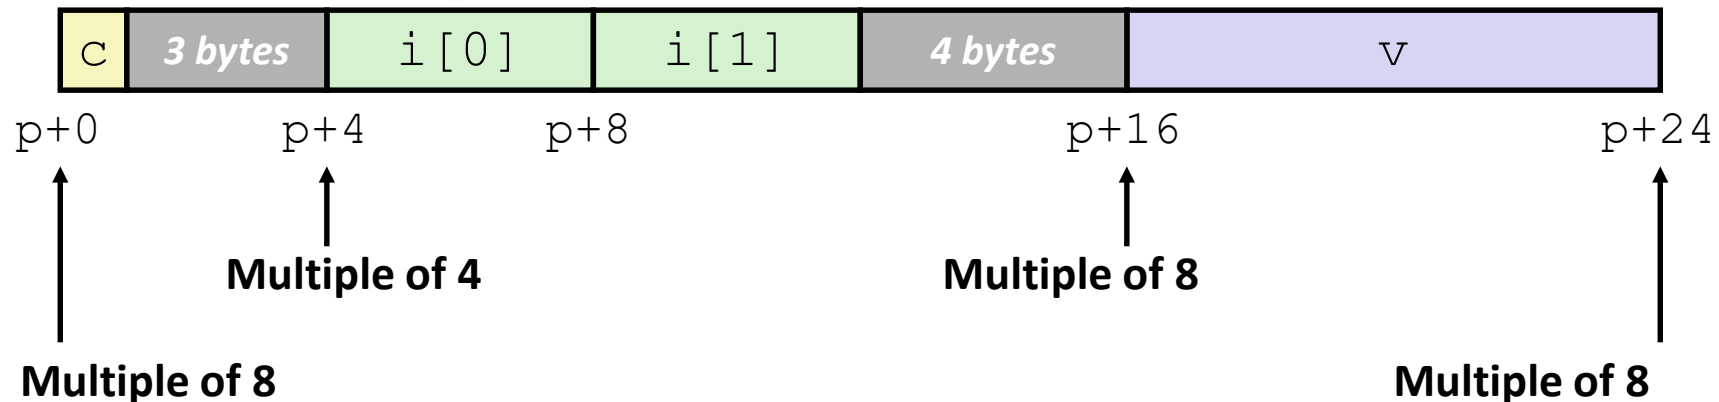 c 3 bytes i[0] i[1] 4 bytes v
p+0 p+4 p+8 p+16 p+24
Multiple of 4 Multiple of 8
Multiple of 8 Multiple of 8